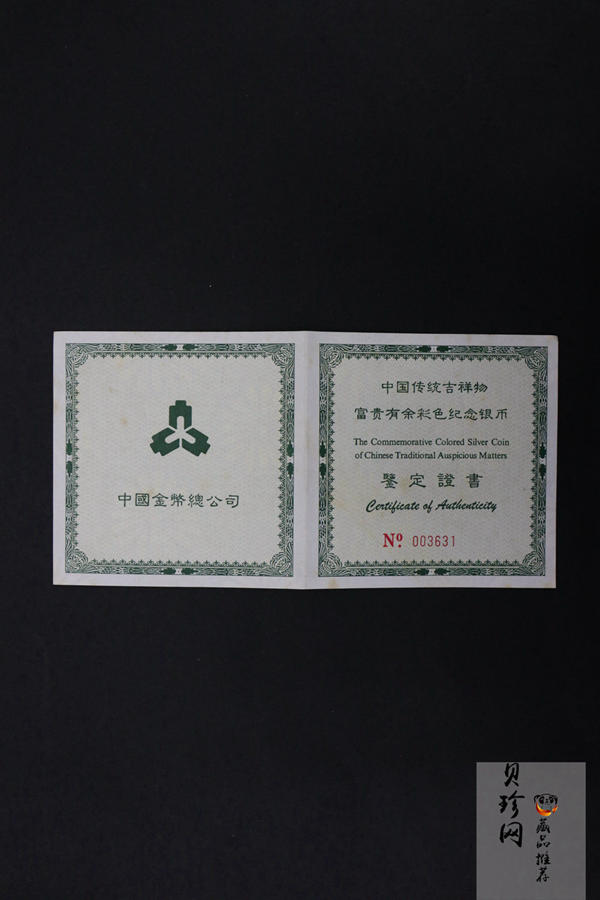 中國金幣總公司
中国传统吉祥物
富贵有余彩色纪念银币
The Commemorative Colored Silver Coin
of Chinese Traditional Auspicious Matters
鑒定證書
Certificate of Authenticity
Nº 003631
贝珍网
藏品推荐